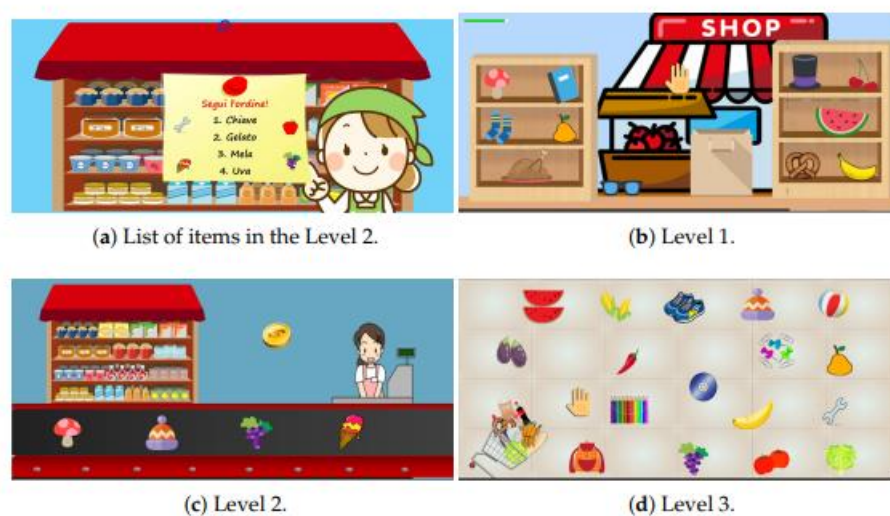 SHOP
Segui l'ordine!
1. Chiave
2. Gelato
3. Mela
4. Uva
(a) List of items in the Level 2.
(b) Level 1.
(c) Level 2.
(d) Level 3.